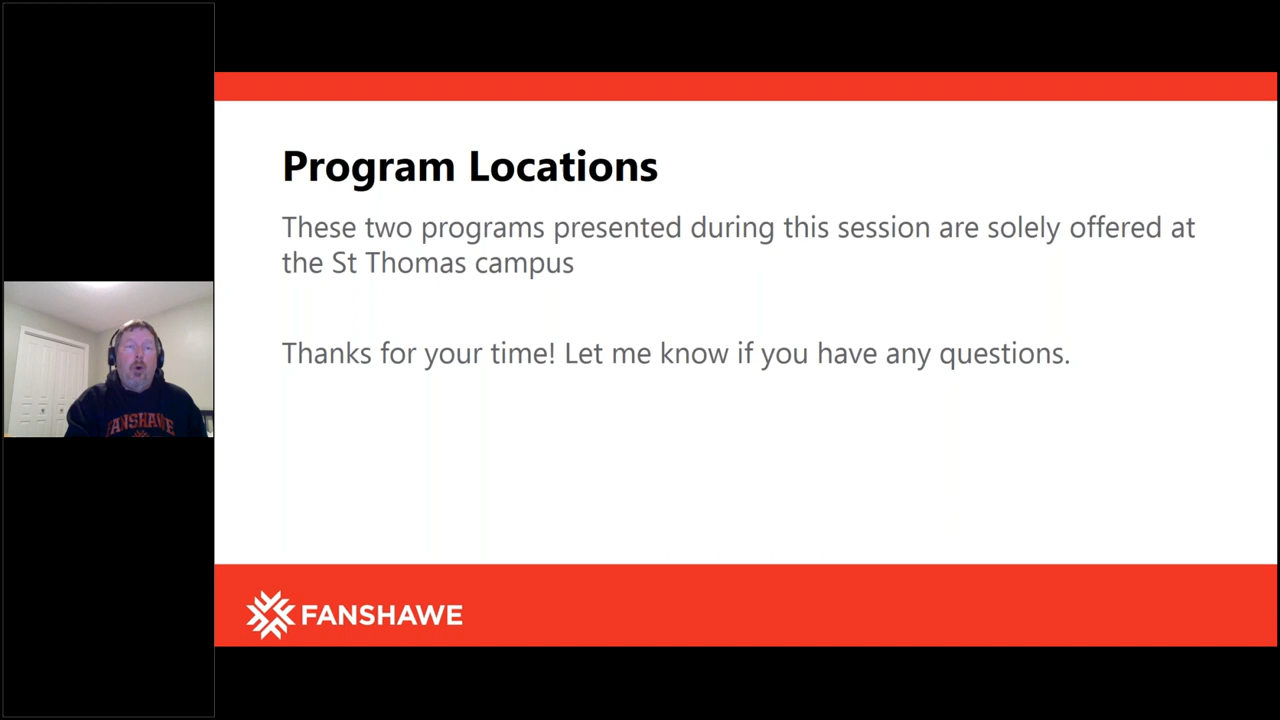 Program Locations
These two programs presented during this session are solely offered at
the St Thomas campus
Thanks for your time! Let me know if you have any questions.
FANSHAWE
FANSHAWE